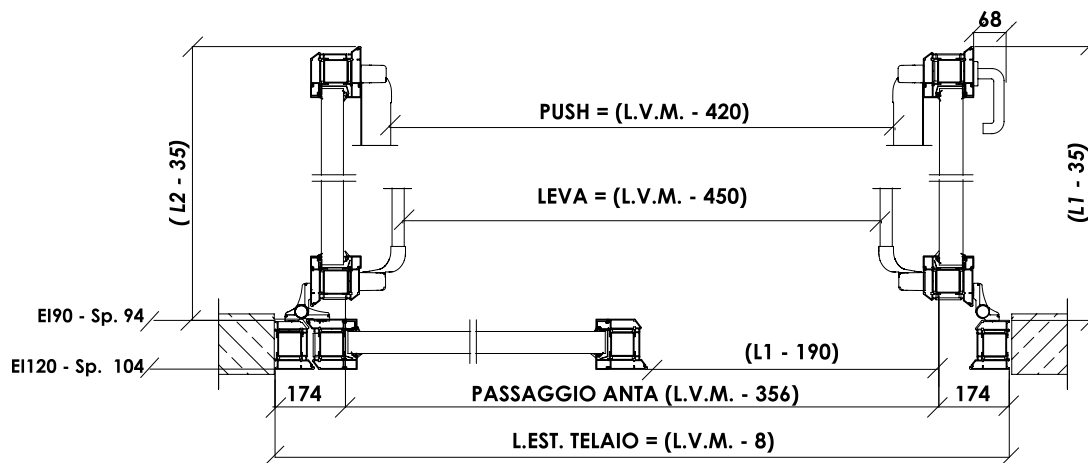 68
PUSH = (L.V.M. - 420)
( L2 - 35)
(L1 - 35)
LEVA = (L.V.M. - 450)
EI90 - Sp. 94
EI120 - Sp. 104
(L1 - 190)
174
PASSAGGIO ANTA (L.V.M. - 356)
174
L.EST. TELAIO = (L.V.M. - 8)